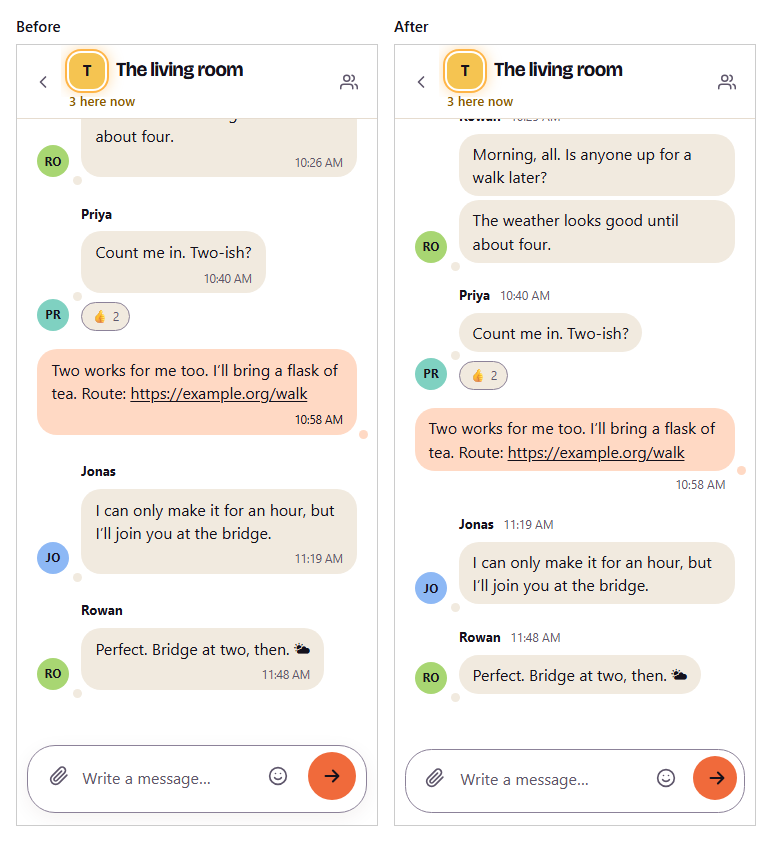 Before
T
The living room
3 here now
about four.
10:26 AM
RO
Priya
Count me in. Two-ish?
10:40 AM
PR
👍 2
Two works for me too. I’ll bring a flask of
tea. Route: https://example.org/walk
10:58 AM
Jonas
I can only make it for an hour, but
I’ll join you at the bridge.
11:19 AM
JO
Rowan
Perfect. Bridge at two, then. 🌥
11:48 AM
RO
Write a message...
After
T
The living room
3 here now
Morning, all. Is anyone up for a
walk later?
The weather looks good until
about four.
RO
Priya 10:40 AM
Count me in. Two-ish?
PR
👍 2
Two works for me too. I’ll bring a flask of
tea. Route: https://example.org/walk
10:58 AM
Jonas 11:19 AM
I can only make it for an hour, but
I’ll join you at the bridge.
JO
Rowan 11:48 AM
Perfect. Bridge at two, then. 🌥
RO
Write a message...